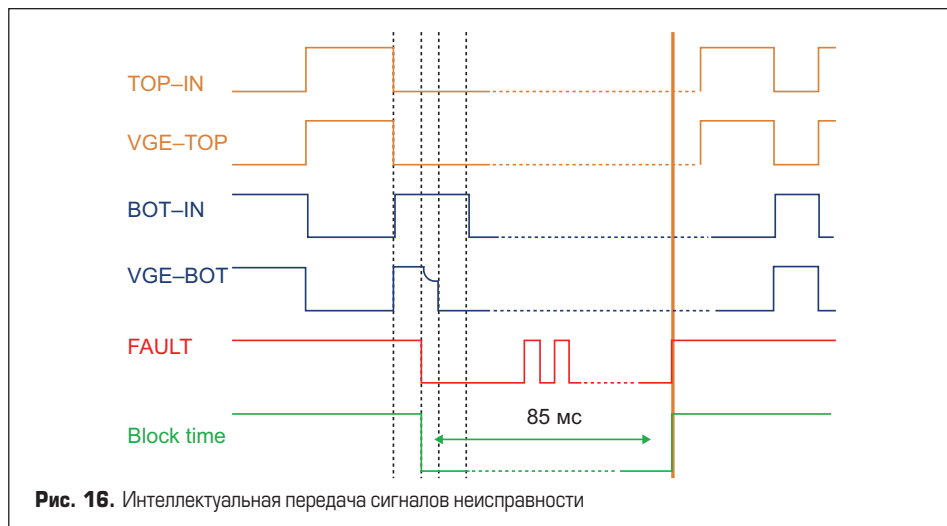 TOP–IN
VGE–TOP
BOT–IN
VGE–BOT
FAULT
85 мс
Block time
Рис. 16. Интеллектуальная передача сигналов неисправности